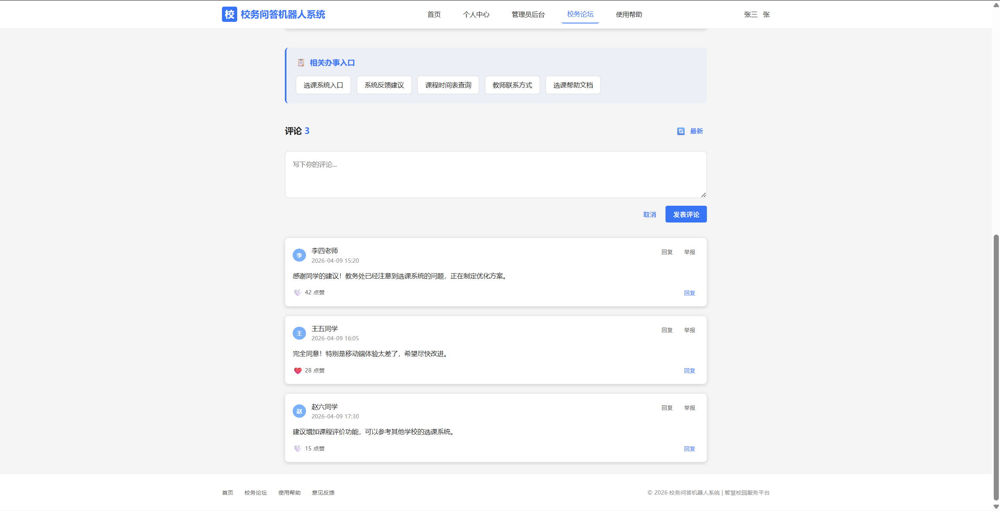 校 校务问答机器人系统 首页 个人中心 管理员后台 校务论坛 使用帮助 张三 张
相关办事入口
选课系统入口 系统反馈建议 课程时间表查询 教师联系方式 选课帮助文档
评论 3 最新
写下你的评论...
取消 发表评论
李 李四老师 回复 举报
2026-04-09 15:20
感谢同学的建议！教务处已经注意到选课系统的问题，正在制定优化方案。
42 点赞 回复
王 王五同学 回复 举报
2026-04-09 16:05
完全同意！特别是移动端体验太差了，希望尽快改进。
28 点赞 回复
赵 赵六同学 回复 举报
2026-04-09 17:30
建议增加课程评价功能，可以参考其他学校的选课系统。
15 点赞 回复
首页 校务论坛 使用帮助 意见反馈 © 2026 校务问答机器人系统 | 智慧校园服务平台